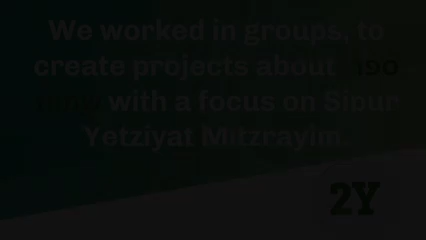 We worked in groups, to
create projects about
with a focus on Sipur
Yetziyat Mitzrayim.
2Y